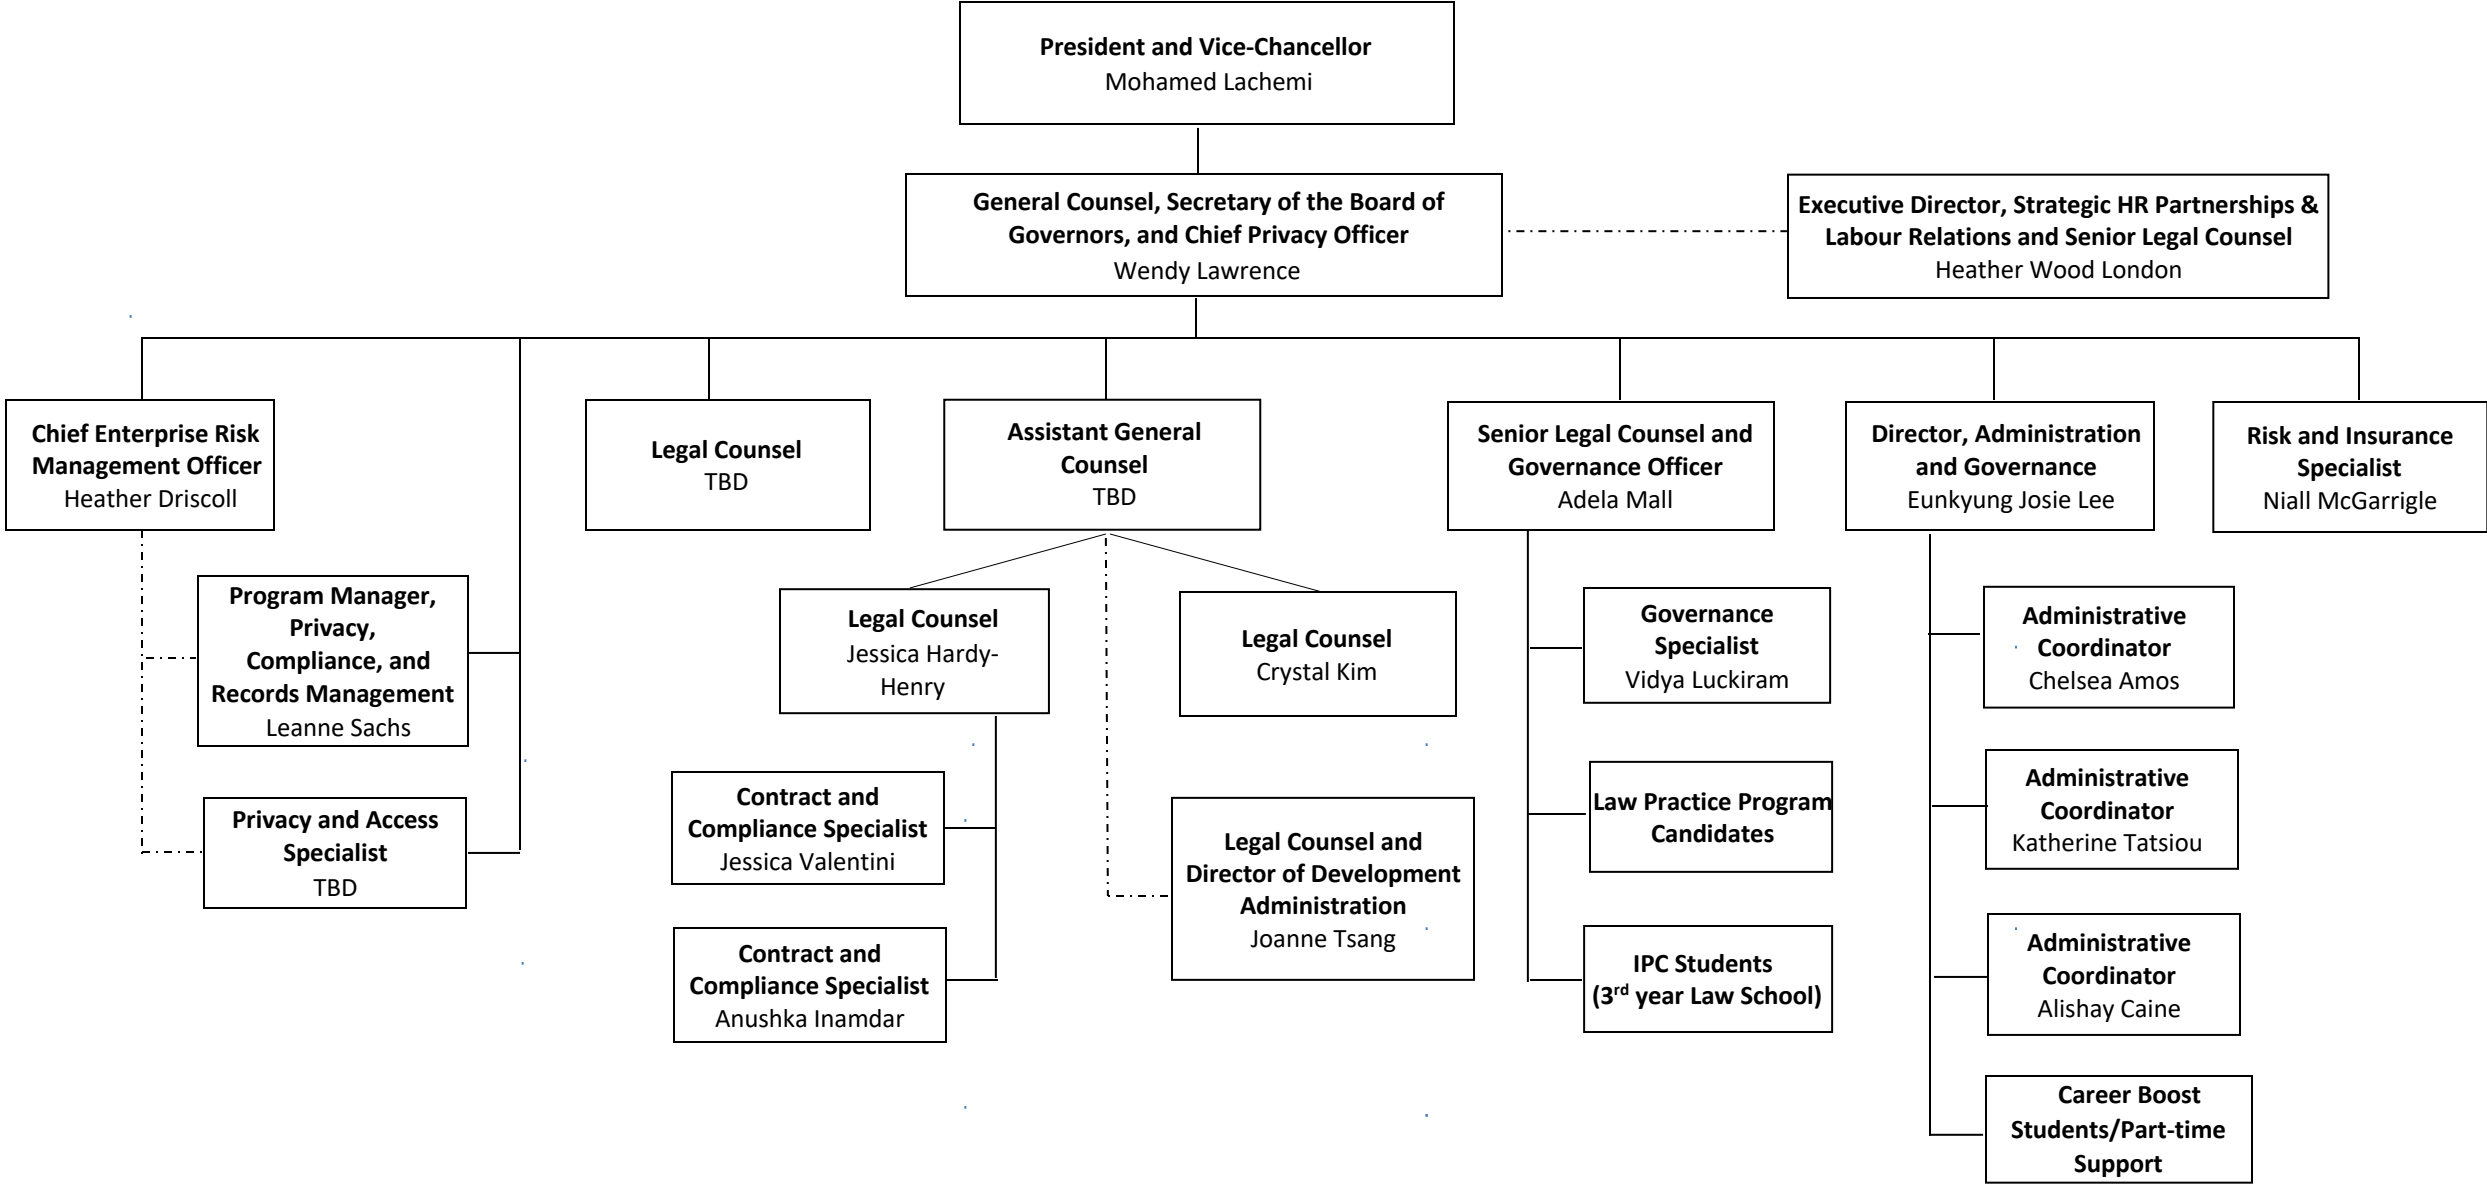 President and Vice-Chancellor
Mohamed Lachemi
General Counsel, Secretary of the Board of
Governors, and Chief Privacy Officer
Wendy Lawrence
Executive Director, Strategic HR Partnerships &
Labour Relations and Senior Legal Counsel
Heather Wood London
Chief Enterprise Risk
Management Officer
Heather Driscoll
Legal Counsel
TBD
Assistant General
Counsel
TBD
Senior Legal Counsel and
Governance Officer
Adela Mall
Director, Administration
and Governance
Eunkyung Josie Lee
Risk and Insurance
Specialist
Niall McGarrigle
Program Manager,
Privacy,
Compliance, and
Records Management
Leanne Sachs
Privacy and Access
Specialist
TBD
Legal Counsel
Jessica Hardy-
Henry
Legal Counsel
Crystal Kim
Contract and
Compliance Specialist
Jessica Valentini
Contract and
Compliance Specialist
Anushka Inamdar
Legal Counsel and
Director of Development
Administration
Joanne Tsang
Governance
Specialist
Vidya Luckiram
Law Practice Program
Candidates
IPC Students
(3rd year Law School)
Administrative
Coordinator
Chelsea Amos
Administrative
Coordinator
Katherine Tatsiou
Administrative
Coordinator
Alishay Caine
Career Boost
Students/Part-time
Support